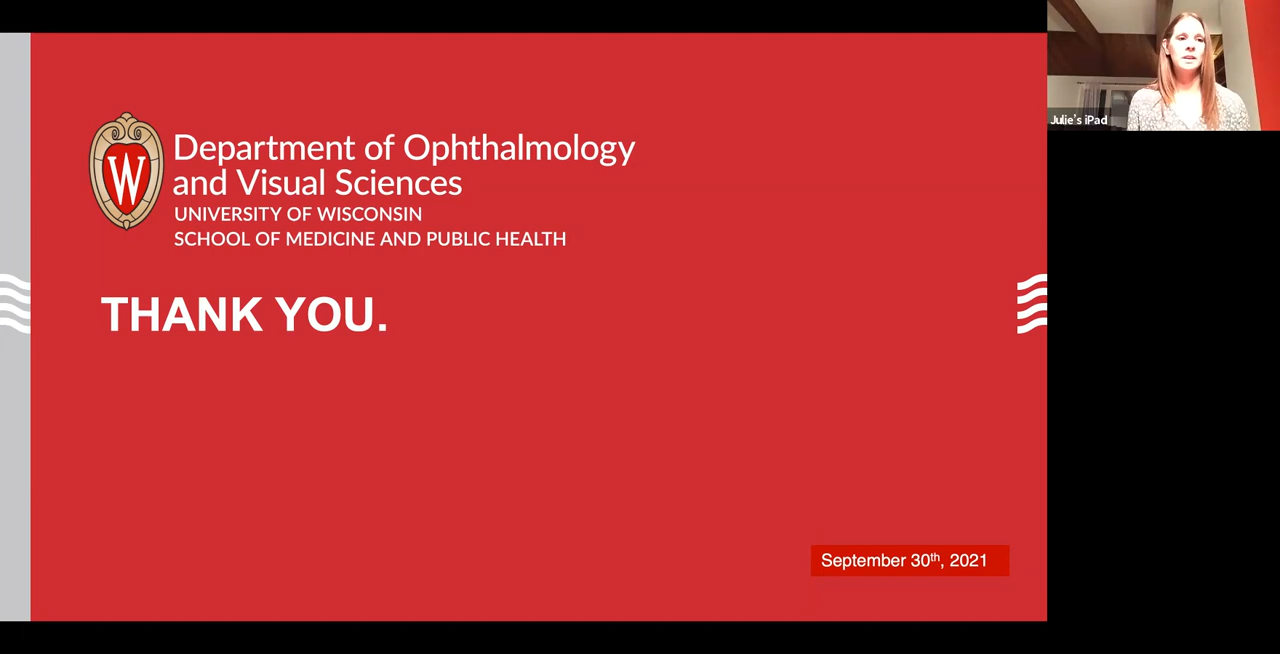 Julie's iPad
W
Department of Ophthalmology
and Visual Sciences
UNIVERSITY OF WISCONSIN
SCHOOL OF MEDICINE AND PUBLIC HEALTH
THANK YOU.
September 30th, 2021